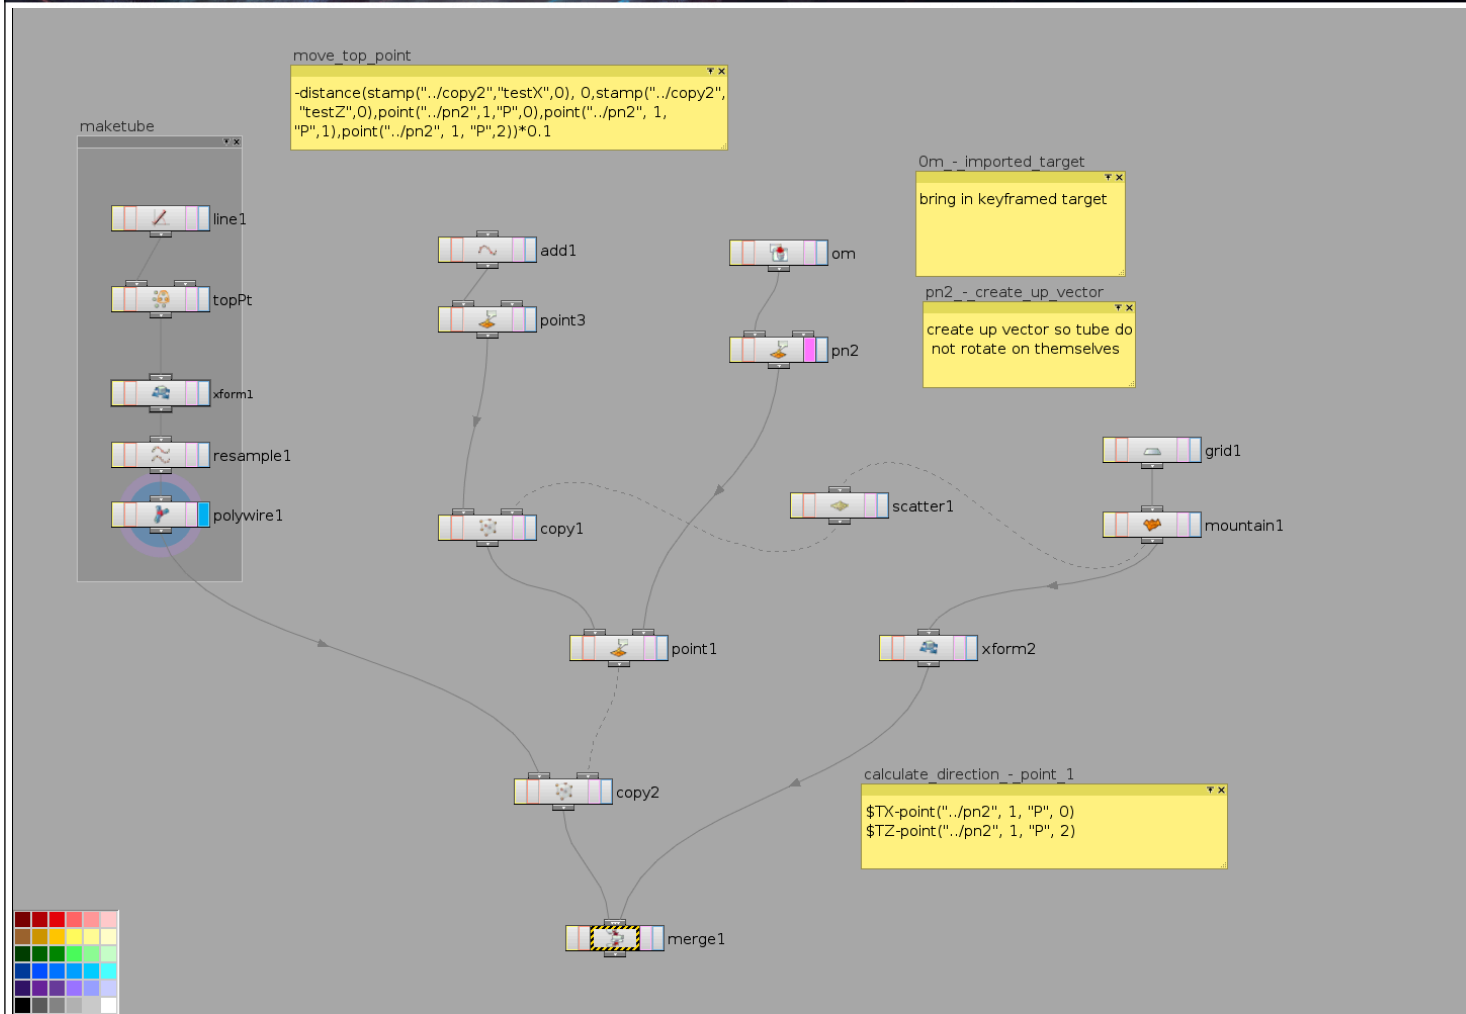 move_top_point
-distance(stamp("../copy2","testX",0), 0,stamp("../copy2",
"testZ",0),point("../pn2",1,"P",0),point("../pn2", 1,
"P",1),point("../pn2", 1, "P",2))*0.1
maketube
line1
topPt
xform1
resample1
polywire1
add1
point3
copy1
om
pn2
0m_-_imported_target
bring in keyframed target
pn2_-_create_up_vector
create up vector so tube do
not rotate on themselves
grid1
scatter1
mountain1
point1
xform2
copy2
calculate_direction_-_point_1
$TX-point("../pn2", 1, "P", 0)
$TZ-point("../pn2", 1, "P", 2)
merge1